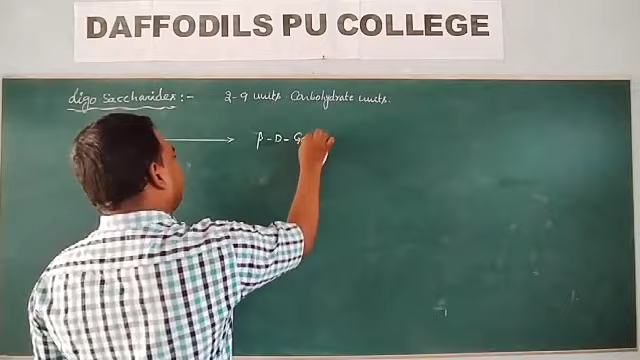 DAFFODILS PU COLLEGE
Oligo Saccharides :- 2-9 units Carbohydrate units.
→ β-D-G